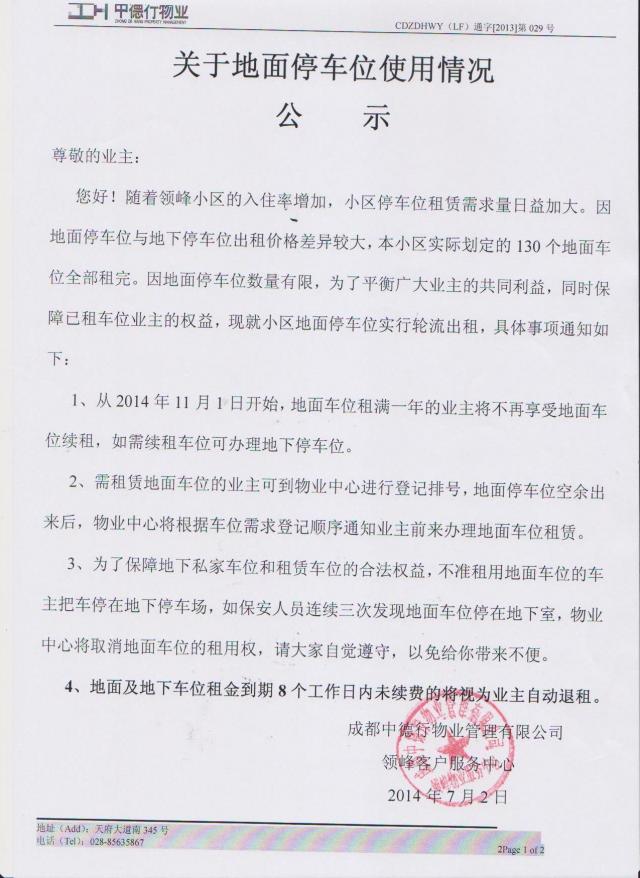 中德行物业
ZHONG DE HANG PROPERTY MANAGEMENT
CDZDHWY（LF）通字[2013]第 029 号
关于地面停车位使用情况
公 示
尊敬的业主：
您好！随着领峰小区的入住率增加，小区停车位租赁需求量日益加大。因
地面停车位与地下停车位出租价格差异较大，本小区实际划定的 130 个地面车
位全部租完。因地面停车位数量有限，为了平衡广大业主的共同利益，同时保
障已租车位业主的权益，现就小区地面停车位实行轮流出租，具体事项通知如
下：
1、从 2014 年 11 月 1 日开始，地面车位租满一年的业主将不再享受地面车
位续租，如需续租车位可办理地下停车位。
2、需租赁地面车位的业主可到物业中心进行登记排号，地面停车位空余出
来后，物业中心将根据车位需求登记顺序通知业主前来办理地面车位租赁。
3、为了保障地下私家车位和租赁车位的合法权益，不准租用地面车位的车
主把车停在地下停车场，如保安人员连续三次发现地面车位停在地下室，物业
中心将取消地面车位的租用权，请大家自觉遵守，以免给你带来不便。
4、地面及地下车位租金到期 8 个工作日内未续费的将视为业主自动退租。
成都中德行物业管理有限公司
领峰客户服务中心
2014 年 7 月 2 日
地址（Add）：天府大道南 345 号
电话（Tel）：028-85635867
2Page 1 of 2